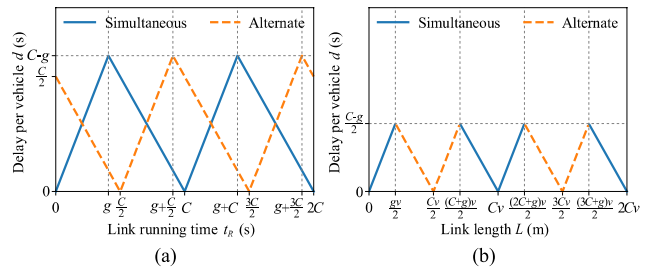 Simultaneous Alternate
Delay per vehicle d (s)
C-g
C/2
0
0 g C/2 g+C/2 C g+C 3C/2 g+3C/2 2C
Link running time t_R (s)
(a)
Simultaneous Alternate
Delay per vehicle d (s)
C-g/2
0
0 gv/2 Cv/2 (C+g)v/2 Cv (2C+g)v/2 3Cv/2 (3C+g)v/2 2Cv
Link length L (m)
(b)